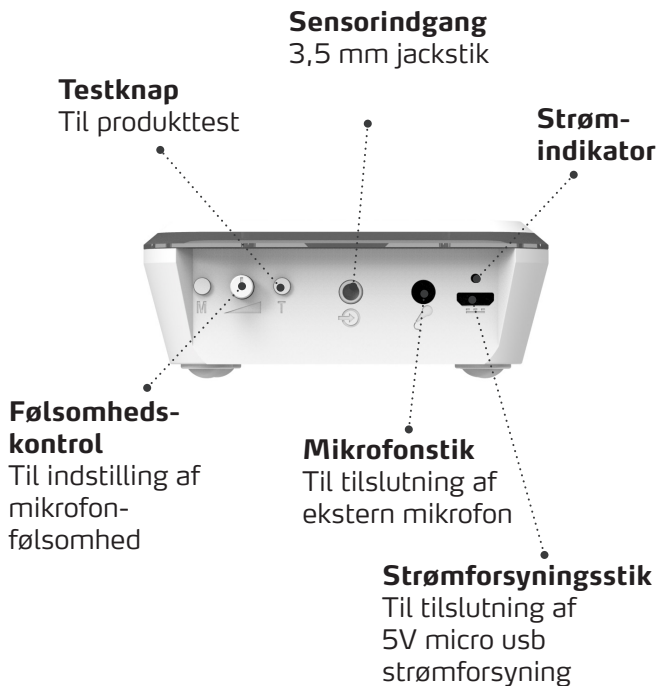 Sensorindgang
3,5 mm jackstik
Testknap
Til produkttest
Strøm-
indikator
M
T
Følsomheds-
kontrol
Til indstilling af
mikrofon-
følsomhed
Mikrofonstik
Til tilslutning af
ekstern mikrofon
Strømforsyningsstik
Til tilslutning af
5V micro usb
strømforsyning